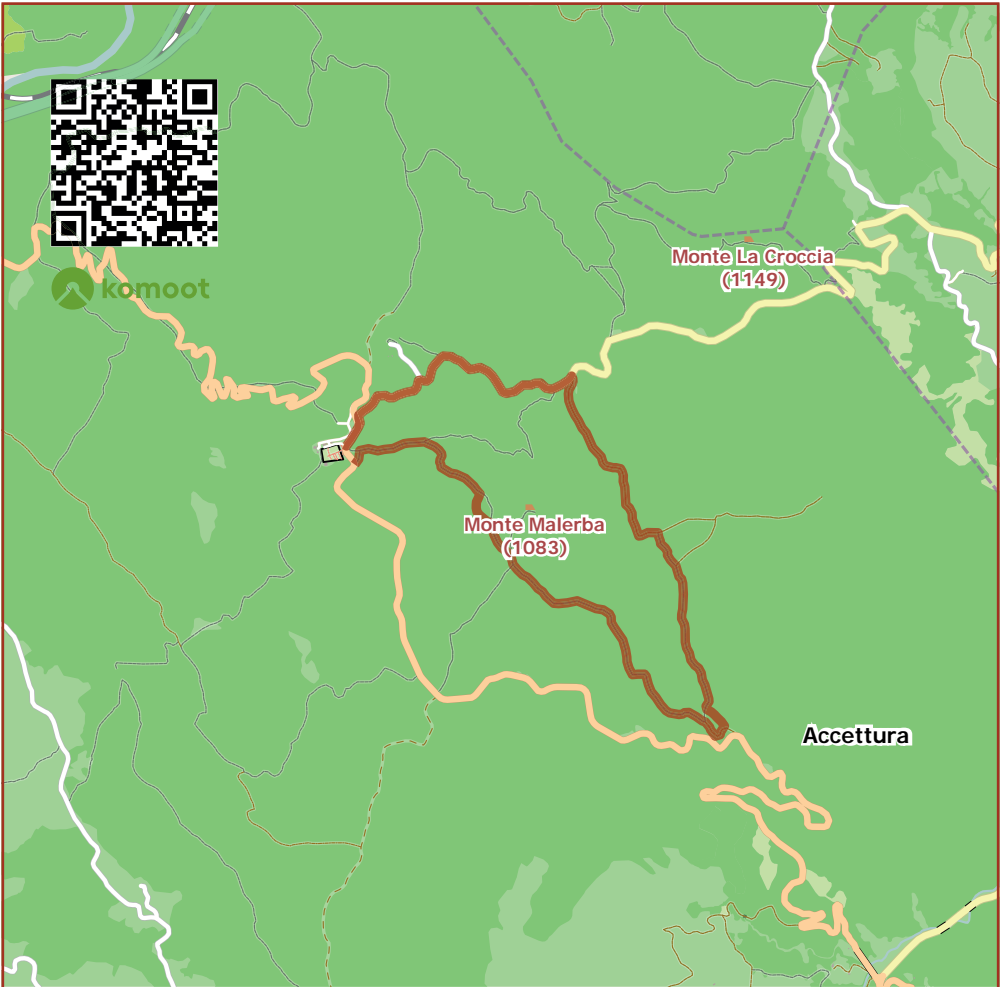 komoot
Monte La Croccia
(1149)
Monte Malerba
(1083)
Accettura